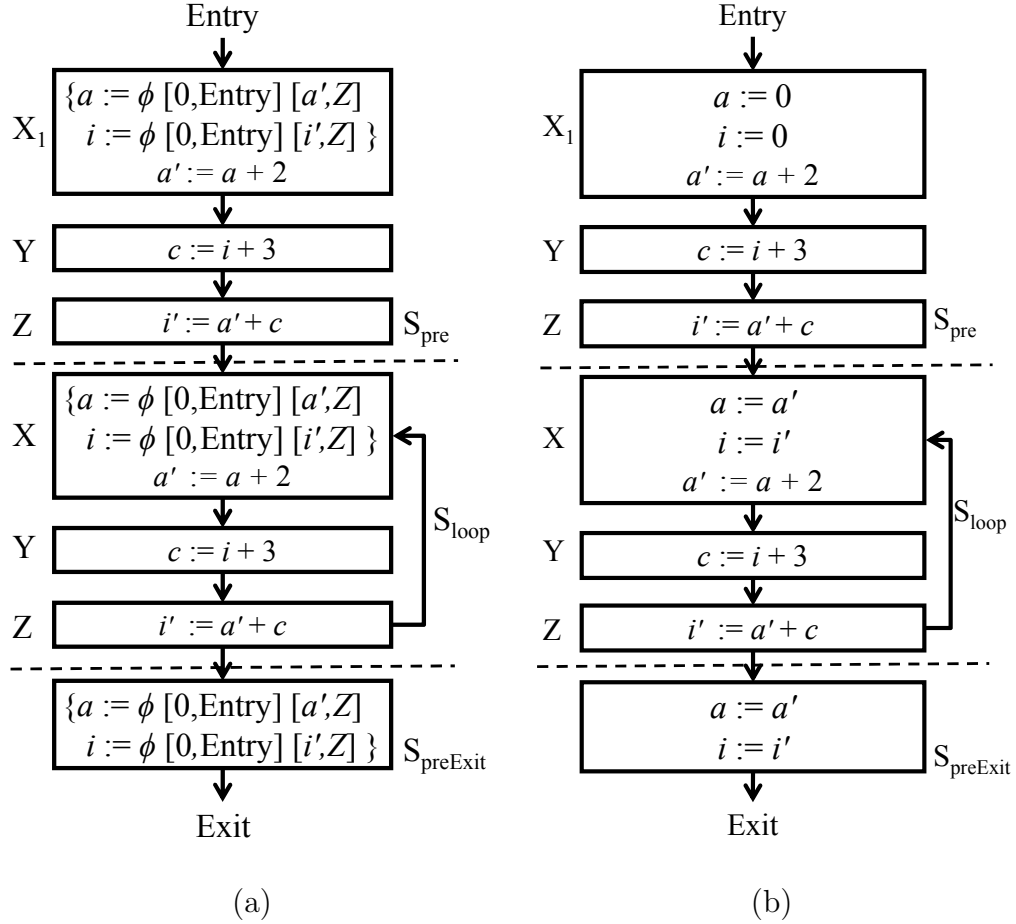 Entry
X1
{a := ϕ [0,Entry] [a′,Z]
i := ϕ [0,Entry] [i′,Z] }
a′ := a + 2
Y
c := i + 3
Z
i′ := a′ + c
Spre
X
{a := ϕ [0,Entry] [a′,Z]
i := ϕ [0,Entry] [i′,Z] }
a′ := a + 2
Sloop
Y
c := i + 3
Z
i′ := a′ + c
{a := ϕ [0,Entry] [a′,Z]
i := ϕ [0,Entry] [i′,Z] }
SpreExit
Exit
(a)
Entry
X1
a := 0
i := 0
a′ := a + 2
Y
c := i + 3
Z
i′ := a′ + c
Spre
X
a := a′
i := i′
a′ := a + 2
Sloop
Y
c := i + 3
Z
i′ := a′ + c
a := a′
i := i′
SpreExit
Exit
(b)